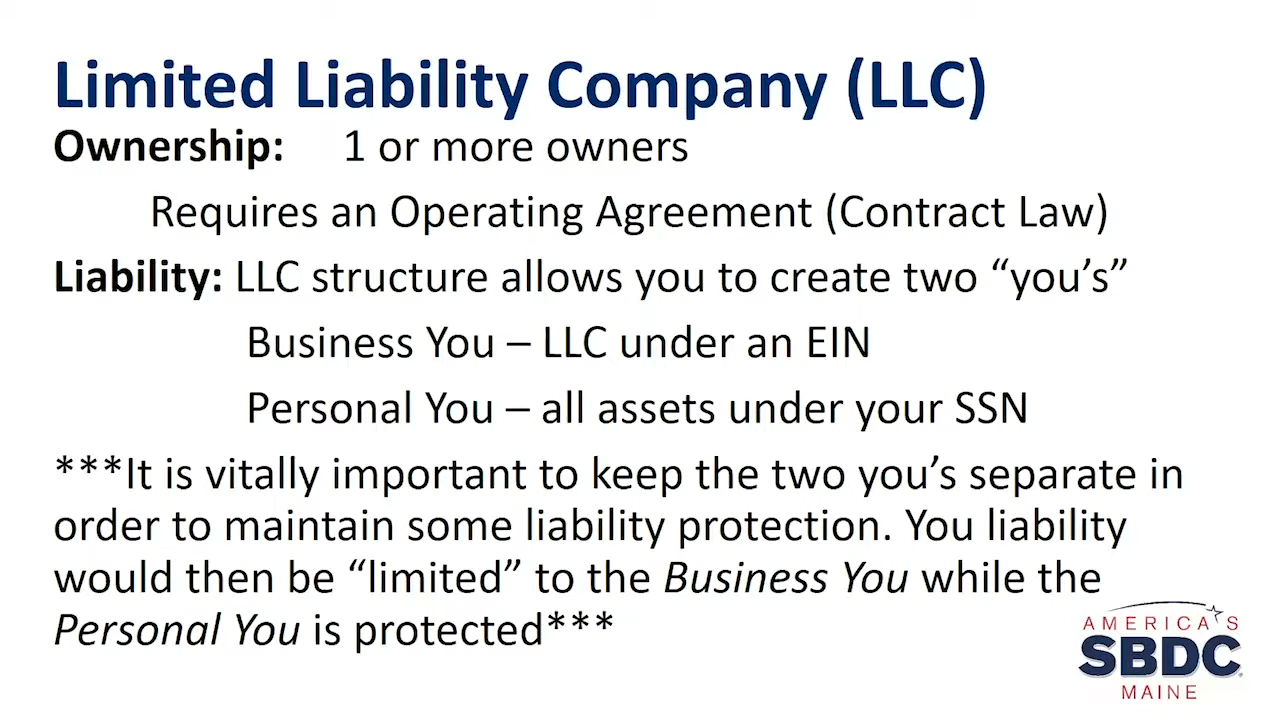 Limited Liability Company (LLC)
Ownership: 1 or more owners
Requires an Operating Agreement (Contract Law)
Liability: LLC structure allows you to create two “you’s”
Business You – LLC under an EIN
Personal You – all assets under your SSN
***It is vitally important to keep the two you’s separate in
order to maintain some liability protection. You liability
would then be “limited” to the Business You while the
Personal You is protected***
AMERICA'S
SBDC
MAINE